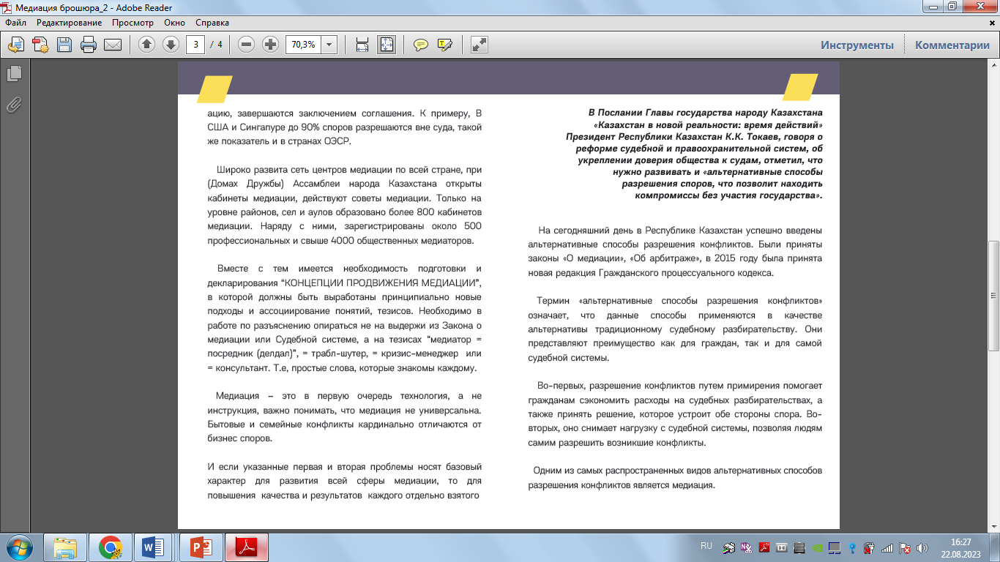 Медиация брошюра_2 - Adobe Reader
Файл Редактирование Просмотр Окно Справка
3 / 4 70,3% Инструменты Комментарии
ацию, завершаются заключением соглашения. К примеру, В
США и Сингапуре до 90% споров разрешаются вне суда, такой
же показатель и в странах ОЭСР.
Широко развита сеть центров медиации по всей стране, при
(Домах Дружбы) Ассамблеи народа Казахстана открыты
кабинеты медиации, действуют советы медиации. Только на
уровне районов, сел и аулов образовано более 800 кабинетов
медиации. Наряду с ними, зарегистрированы около 500
профессиональных и свыше 4000 общественных медиаторов.
Вместе с тем имеется необходимость подготовки и
декларирования “КОНЦЕПЦИИ ПРОДВИЖЕНИЯ МЕДИАЦИИ”,
в которой должны быть выработаны принципиально новые
подходы и ассоциирование понятий, тезисов. Необходимо в
работе по разъяснению опираться не на выдержи из Закона о
медиации или Судебной системе, а на тезисах “медиатор =
посредник (делдал)”, = трабл-шутер, = кризис-менеджер или
= консультант. Т.е, простые слова, которые знакомы каждому.
Медиация – это в первую очередь технология, а не
инструкция, важно понимать, что медиация не универсальна.
Бытовые и семейные конфликты кардинально отличаются от
бизнес споров.
И если указанные первая и вторая проблемы носят базовый
характер для развития всей сферы медиации, то для
повышения качества и результатов каждого отдельно взятого
В Послании Главы государства народу Казахстана
«Казахстан в новой реальности: время действий»
Президент Республики Казахстан К.К. Токаев, говоря о
реформе судебной и правоохранительной систем, об
укреплении доверия общества к судам, отметил, что
нужно развивать и «альтернативные способы
разрешения споров, что позволит находить
компромиссы без участия государства».
На сегодняшний день в Республике Казахстан успешно введены
альтернативные способы разрешения конфликтов. Были приняты
законы «О медиации», «Об арбитраже», в 2015 году была принята
новая редакция Гражданского процессуального кодекса.
Термин «альтернативные способы разрешения конфликтов»
означает, что данные способы применяются в качестве
альтернативы традиционному судебному разбирательству. Они
представляют преимущество как для граждан, так и для самой
судебной системы.
Во-первых, разрешение конфликтов путем примирения помогает
гражданам сэкономить расходы на судебных разбирательствах, а
также принять решение, которое устроит обе стороны спора. Во-
вторых, оно снимает нагрузку с судебной системы, позволяя людям
самим разрешить возникшие конфликты.
Одним из самых распространенных видов альтернативных способов
разрешения конфликтов является медиация.
RU
16:27
22.08.2023